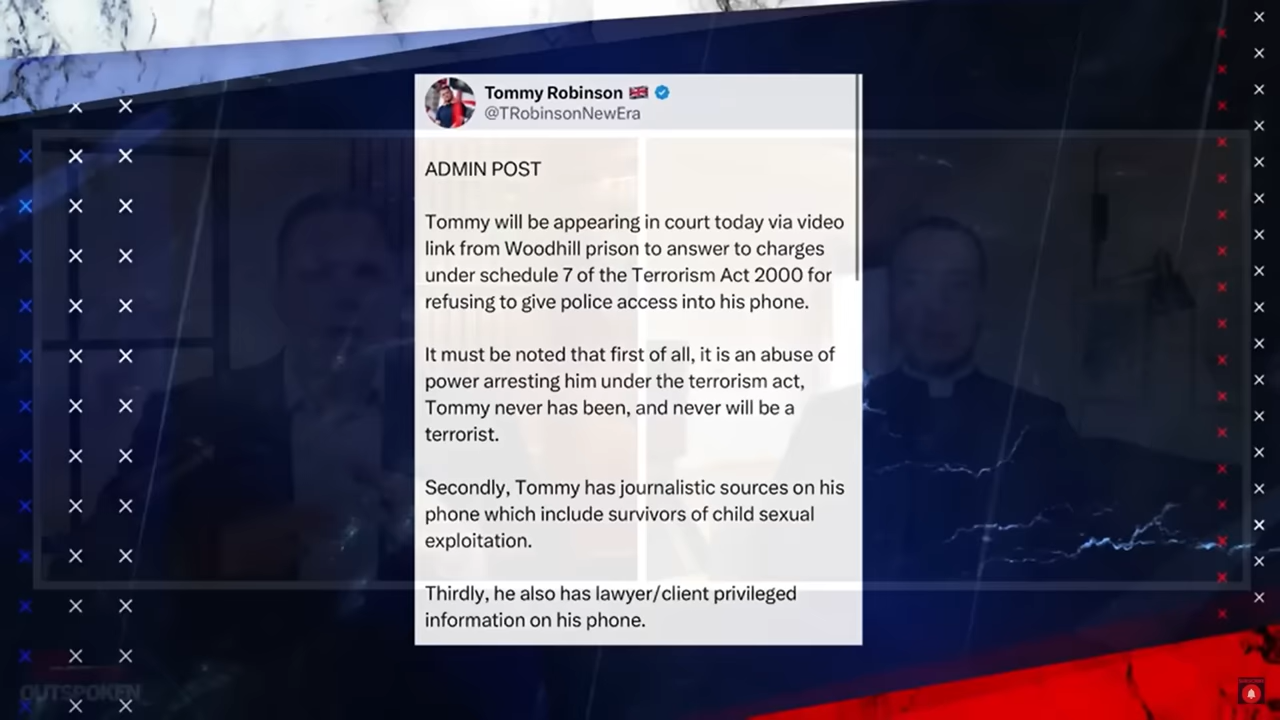 Tommy Robinson 🇬🇧
@TRobinsonNewEra
ADMIN POST
Tommy will be appearing in court today via video
link from Woodhill prison to answer to charges
under schedule 7 of the Terrorism Act 2000 for
refusing to give police access into his phone.
It must be noted that first of all, it is an abuse of
power arresting him under the terrorism act,
Tommy never has been, and never will be a
terrorist.
Secondly, Tommy has journalistic sources on his
phone which include survivors of child sexual
exploitation.
Thirdly, he also has lawyer/client privileged
information on his phone.
OUTSPOKEN